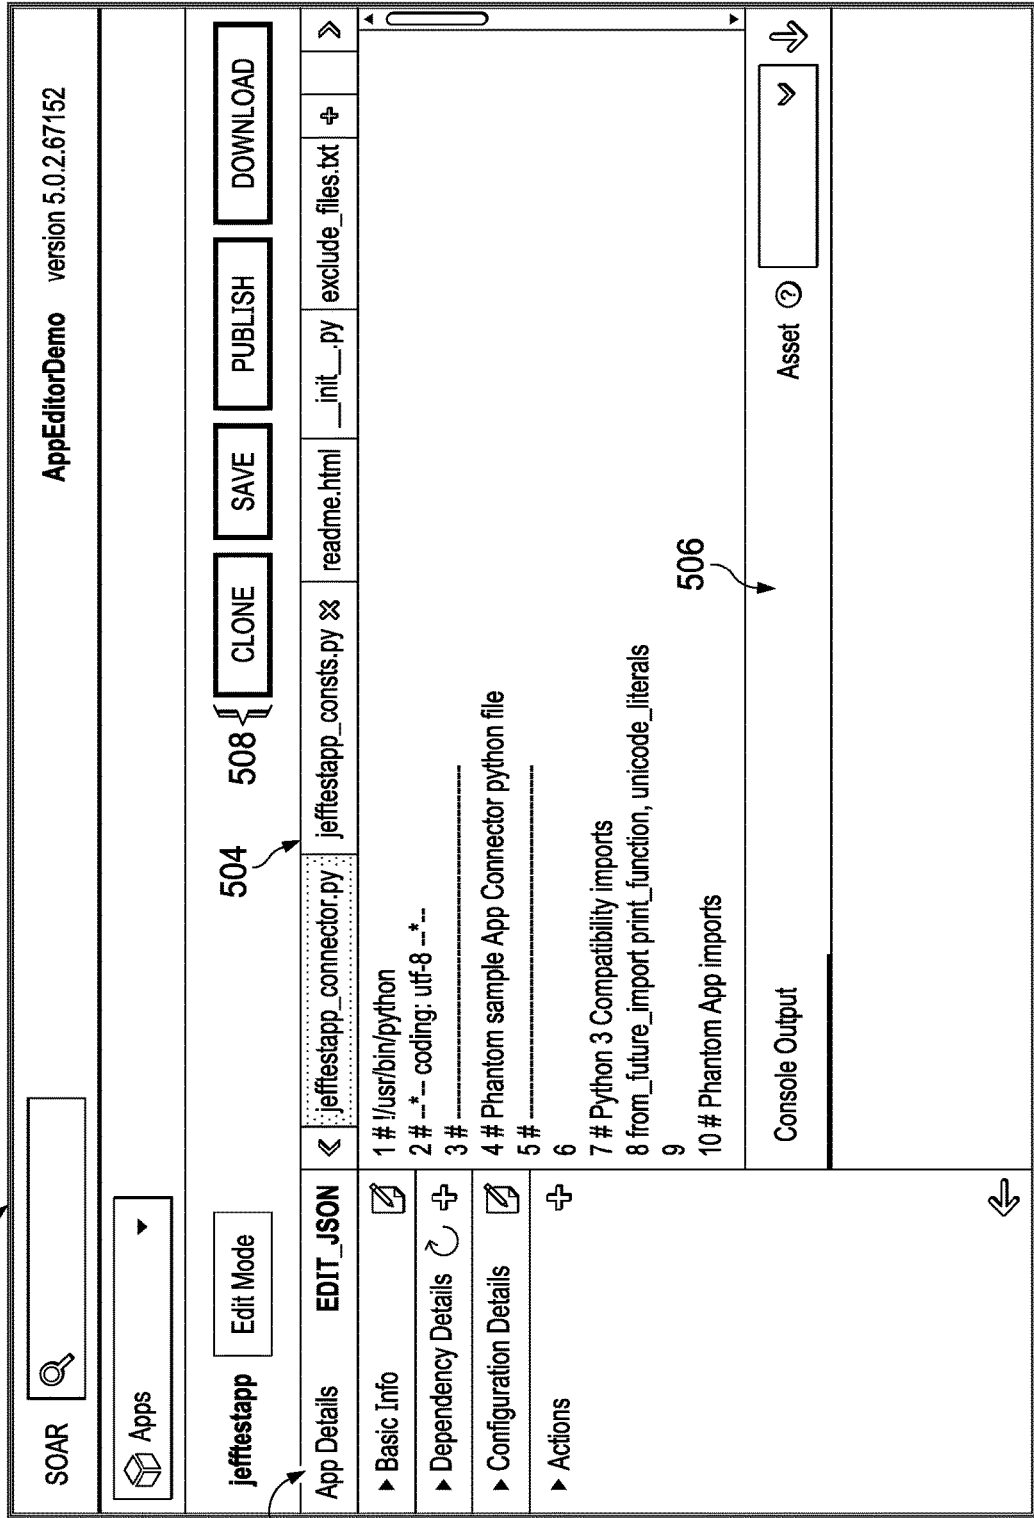 SOAR AppEditorDemo version 5.0.2.67152
Apps
jefftestapp Edit Mode 508 CLONE SAVE PUBLISH DOWNLOAD
504
App Details EDIT_JSON jefftestapp_connector.py jefftestapp_consts.py readme.html __init__.py exclude_files.txt
Basic Info
Dependency Details
Configuration Details
Actions
1 # !/usr/bin/python
2 # --*-- coding: utf-8 --*--
3 # --------------------------------------------------
4 # Phantom sample App Connector python file
5 # --------------------------------------------------
6
7 # Python 3 Compatibility imports
8 from_future_import print_function, unicode_literals
9
10 # Phantom App imports
506
Console Output Asset ?